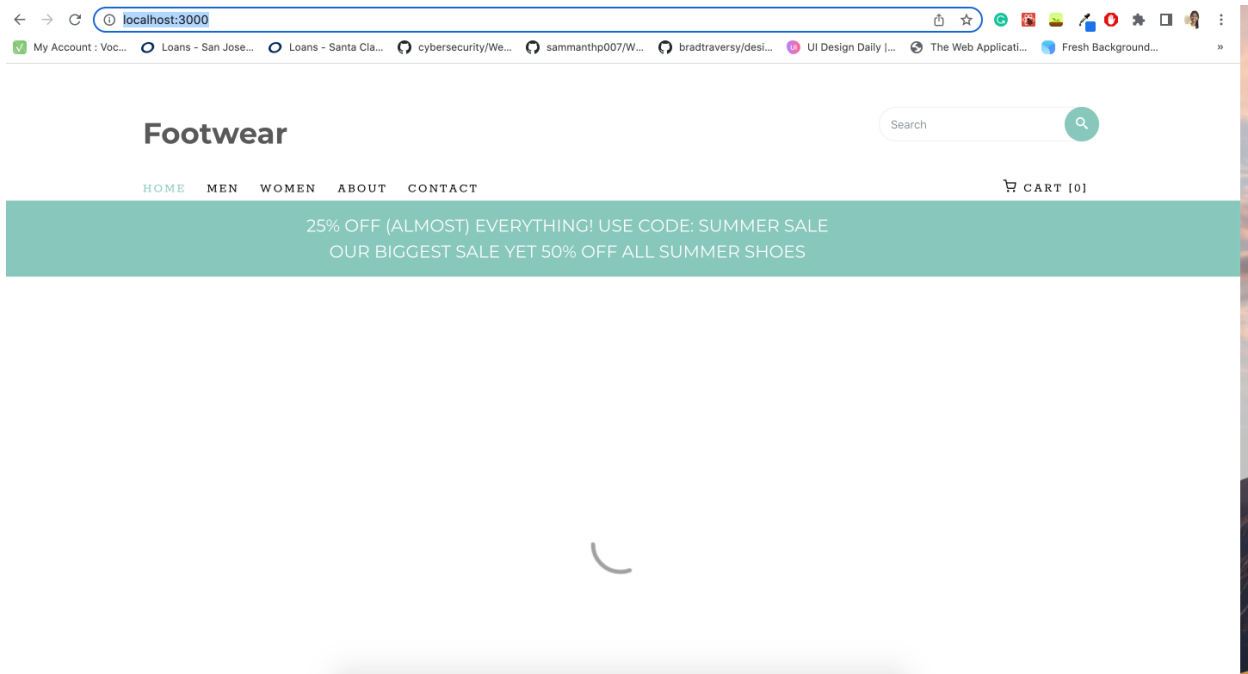 localhost:3000
My Account : Voc... Loans - San Jose... Loans - Santa Cla... cybersecurity/We... sammanthp007/W... bradtraversy/desi... UI Design Daily |... The Web Applicati... Fresh Background... »
Footwear
Search
HOME MEN WOMEN ABOUT CONTACT CART [0]
25% OFF (ALMOST) EVERYTHING! USE CODE: SUMMER SALE
OUR BIGGEST SALE YET 50% OFF ALL SUMMER SHOES